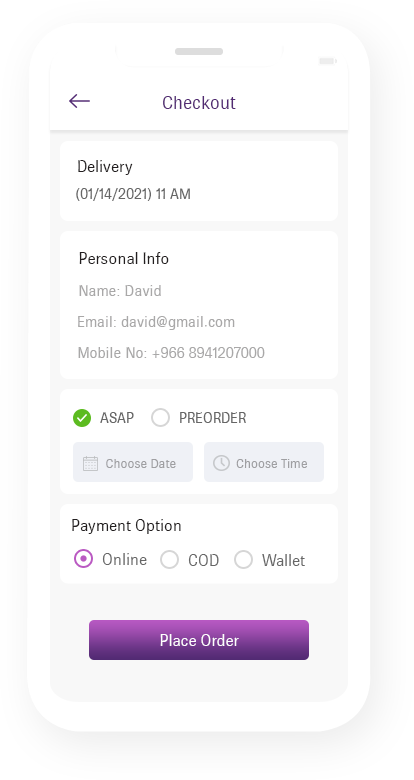 Checkout
Delivery
(01/14/2021) 11 AM
Personal Info
Name: David
Email: david@gmail.com
Mobile No: +966 8941207000
ASAP PREORDER
Choose Date Choose Time
Payment Option
Online COD Wallet
Place Order